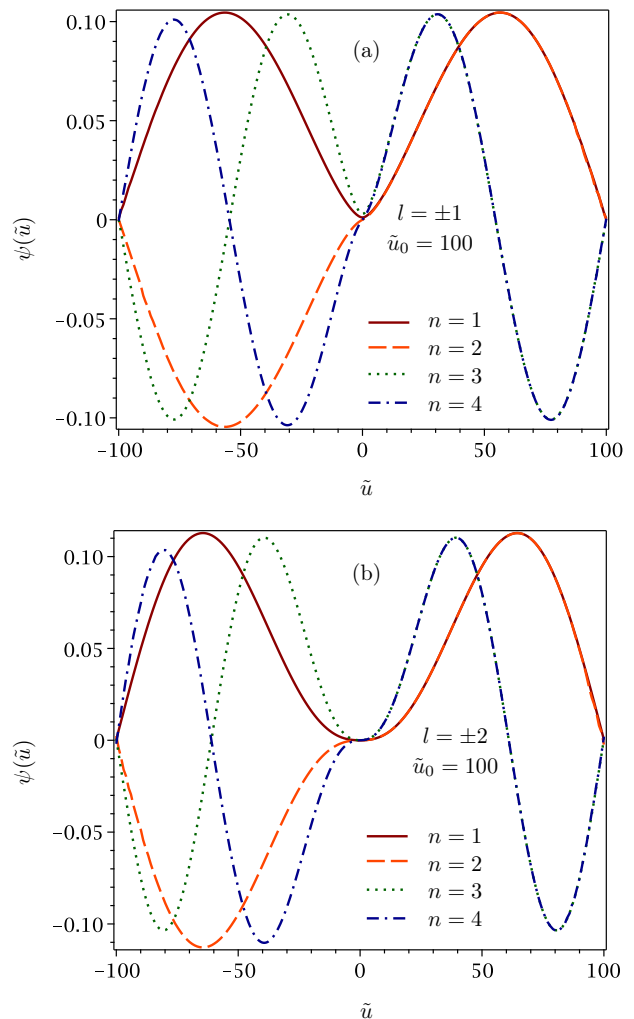 0.10
(a)
0.05
ψ(ũ)
0
l = ±1
ũ₀ = 100
−0.05
n = 1
n = 2
n = 3
−0.10
n = 4
−100
−50
0
50
100
ũ
0.10
(b)
0.05
ψ(ũ)
0
l = ±2
ũ₀ = 100
−0.05
n = 1
n = 2
n = 3
−0.10
n = 4
−100
−50
0
50
100
ũ